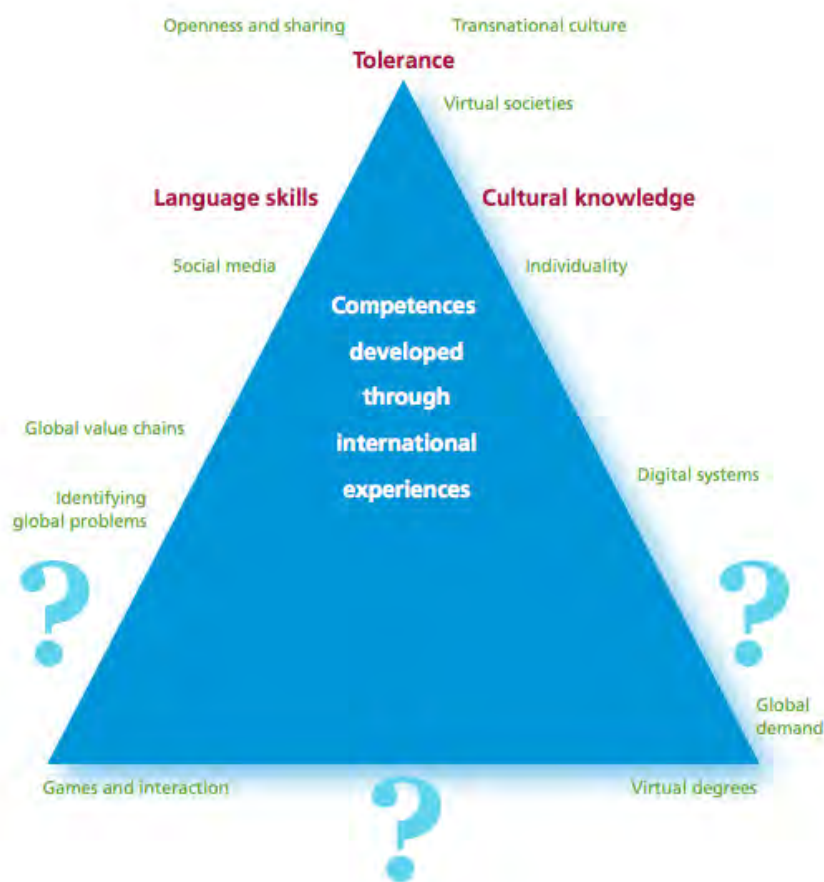 Openness and sharing
Transnational culture
Tolerance
Virtual societies
Language skills
Cultural knowledge
Social media
Individuality
Competences
developed
through
international
experiences
Global value chains
Digital systems
Identifying
global problems
?
?
Global
demand
Games and interaction
Virtual degrees
?